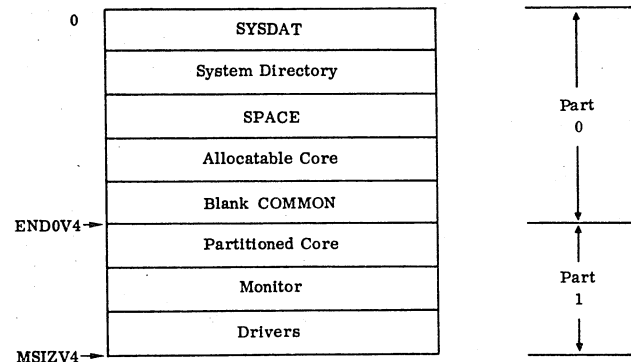 0
SYSDAT
System Directory
SPACE
Allocatable Core
Blank COMMON
END0V4
Partitioned Core
Monitor
Drivers
MSIZV4
Part
0
Part
1